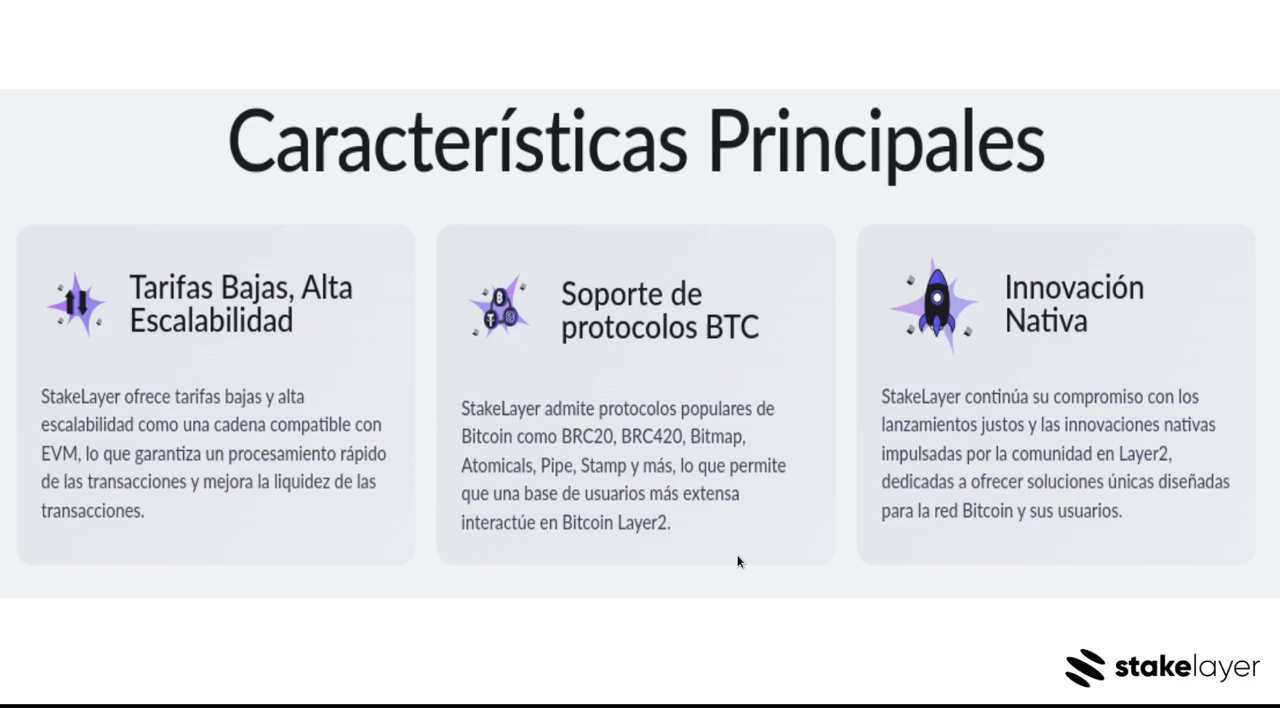 Características Principales
Tarifas Bajas, Alta
Escalabilidad
StakeLayer ofrece tarifas bajas y alta
escalabilidad como una cadena compatible con
EVM, lo que garantiza un procesamiento rápido
de las transacciones y mejora la liquidez de las
transacciones.
Soporte de
protocolos BTC
StakeLayer admite protocolos populares de
Bitcoin como BRC20, BRC420, Bitmap,
Atomicals, Pipe, Stamp y más, lo que permite
que una base de usuarios más extensa
interactúe en Bitcoin Layer2.
Innovación
Nativa
StakeLayer continúa su compromiso con los
lanzamientos justos y las innovaciones nativas
impulsadas por la comunidad en Layer2,
dedicadas a ofrecer soluciones únicas diseñadas
para la red Bitcoin y sus usuarios.
stakelayer